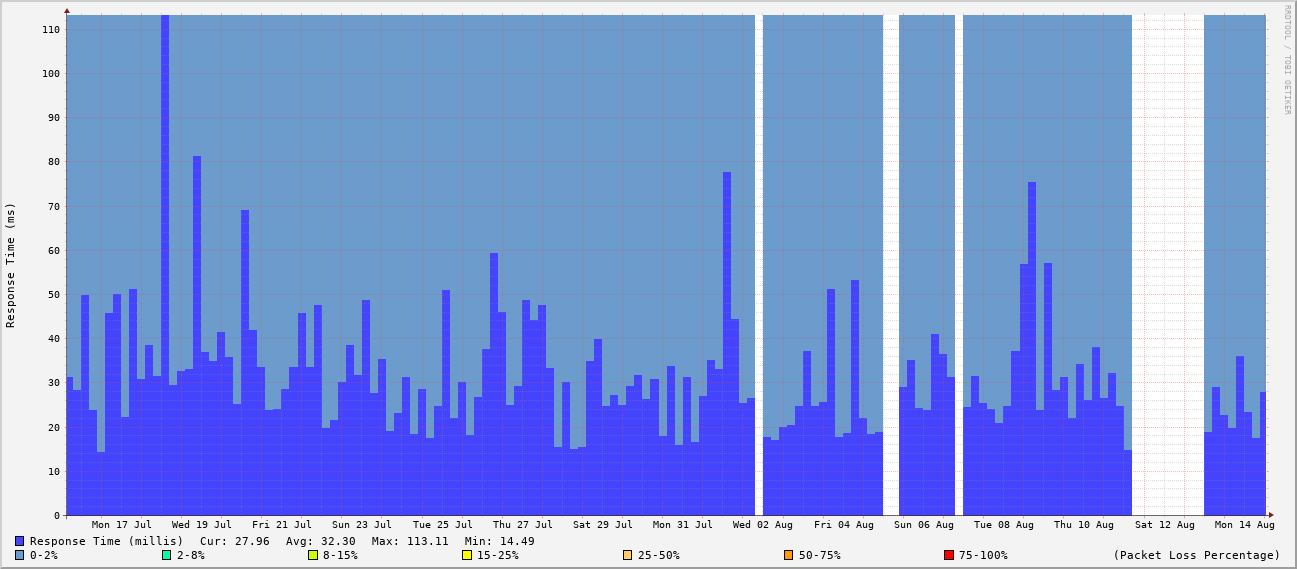 RRDTOOL / TOBI OETIKER
Response Time (ms)
110
100
90
80
70
60
50
40
30
20
10
0
Mon 17 Jul Wed 19 Jul Fri 21 Jul Sun 23 Jul Tue 25 Jul Thu 27 Jul Sat 29 Jul Mon 31 Jul Wed 02 Aug Fri 04 Aug Sun 06 Aug Tue 08 Aug Thu 10 Aug Sat 12 Aug Mon 14 Aug
Response Time (millis) Cur: 27.96 Avg: 32.30 Max: 113.11 Min: 14.49
0-2% 2-8% 8-15% 15-25% 25-50% 50-75% 75-100% (Packet Loss Percentage)